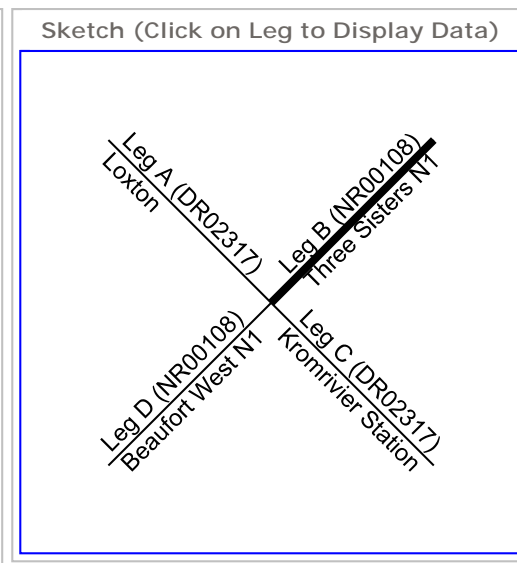 Sketch (Click on Leg to Display Data)
Leg A (DR02317)
Loxton
Leg B (NR00108)
Three Sisters N1
Leg D (NR00108)
Beaufort West N1
Leg C (DR02317)
Kromrivier Station